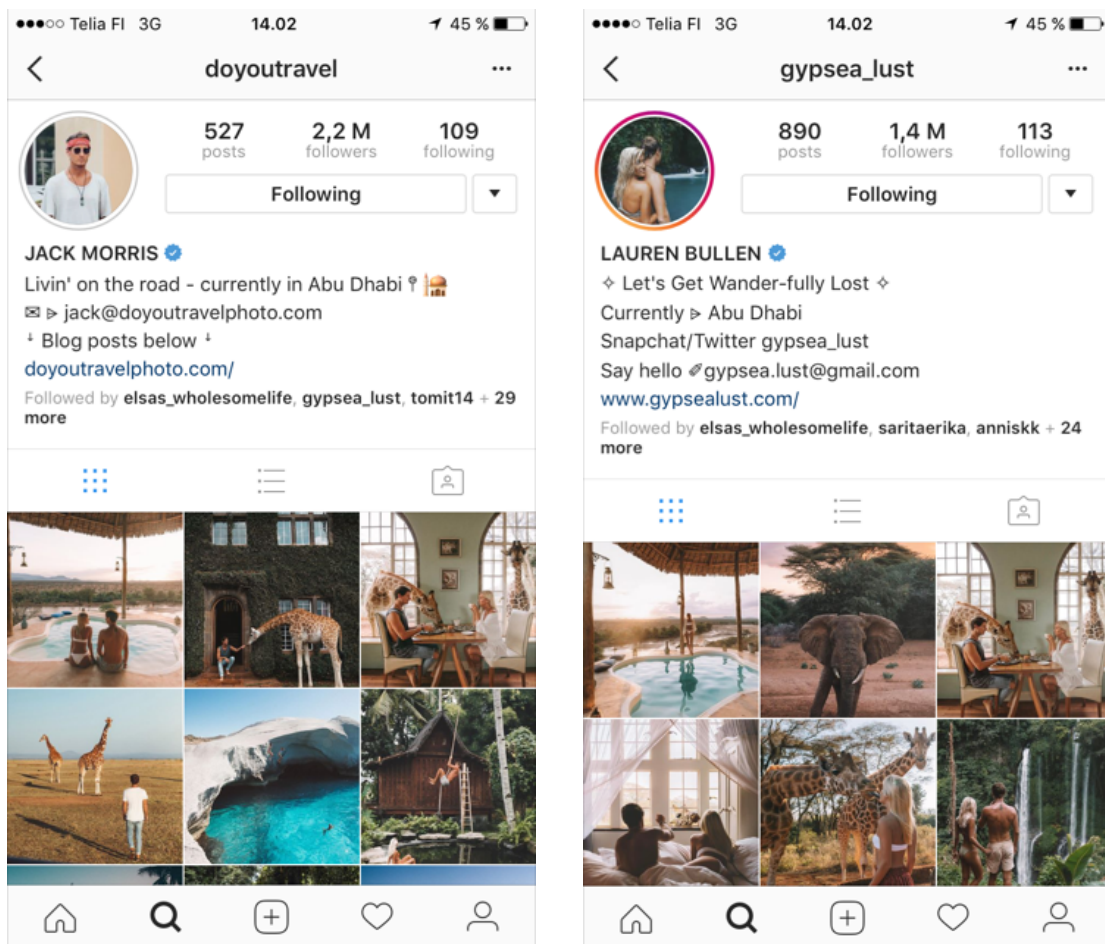 Telia FI 3G 14.02 45 %
doyoutravel
527 2,2 M 109
posts followers following
Following
JACK MORRIS
Livin' on the road - currently in Abu Dhabi
jack@doyoutravelphoto.com
Blog posts below
doyoutravelphoto.com/
Followed by elsas_wholesomelife, gypsea_lust, tomit14 + 29
more
Telia FI 3G 14.02 45 %
gypsea_lust
890 1,4 M 113
posts followers following
Following
LAUREN BULLEN
✧ Let's Get Wander-fully Lost ✧
Currently ⩥ Abu Dhabi
Snapchat/Twitter gypsea_lust
Say hello ✐gypsea.lust@gmail.com
www.gypsealust.com/
Followed by elsas_wholesomelife, saritaerika, anniskk + 24
more